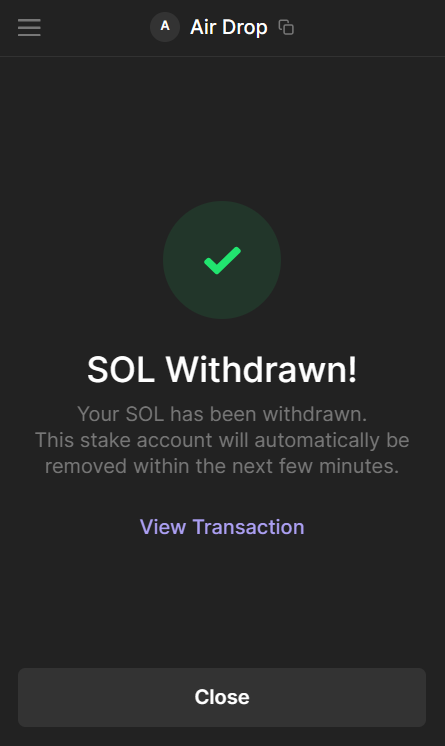 A Air Drop
SOL Withdrawn!
Your SOL has been withdrawn.
This stake account will automatically be
removed within the next few minutes.
View Transaction
Close